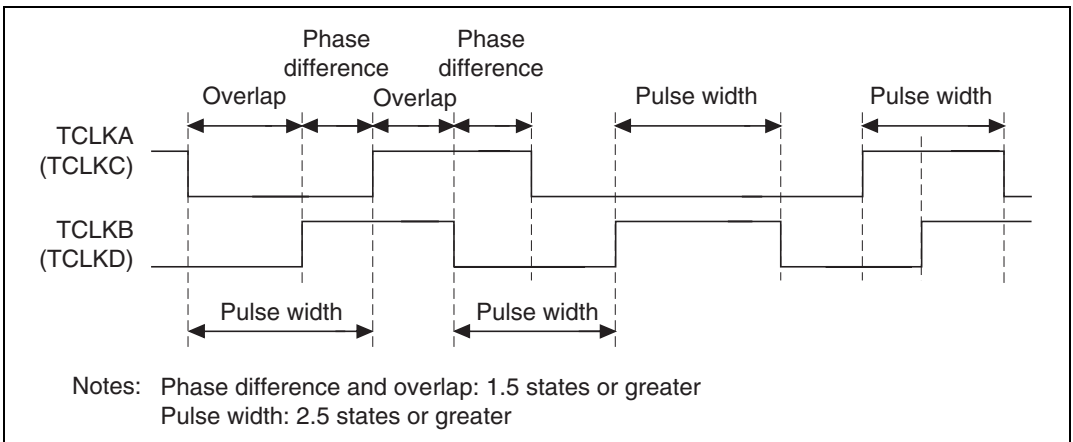 Phase difference
Phase difference
Overlap
Overlap
Pulse width
Pulse width
TCLKA
(TCLKC)
TCLKB
(TCLKD)
Pulse width
Pulse width
Notes: Phase difference and overlap: 1.5 states or greater
Pulse width: 2.5 states or greater